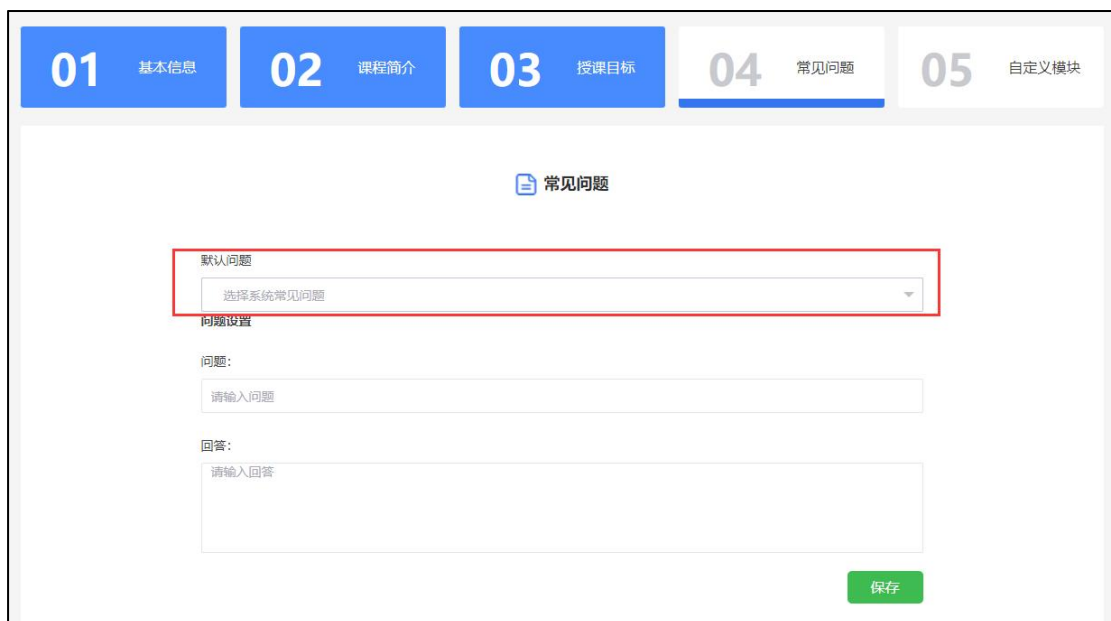 01 基本信息 02 课程简介 03 授课目标 04 常见问题 05 自定义模块
常见问题
默认问题
选择系统常见问题
问题设置
问题:
请输入问题
回答:
请输入回答
保存